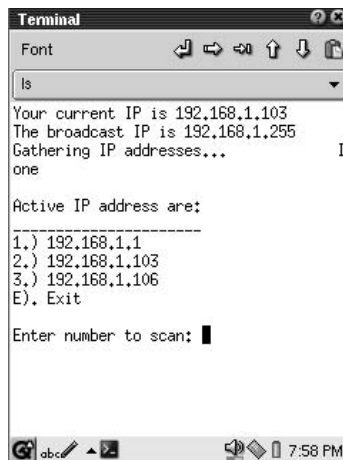 Terminal
Font
ls
Your current IP is 192.168.1.103
The broadcast IP is 192.168.1.255
Gathering IP addresses...
one
Active IP address are:
1.) 192.168.1.1
2.) 192.168.1.103
3.) 192.168.1.106
E). Exit
Enter number to scan:
abc 7:58 PM